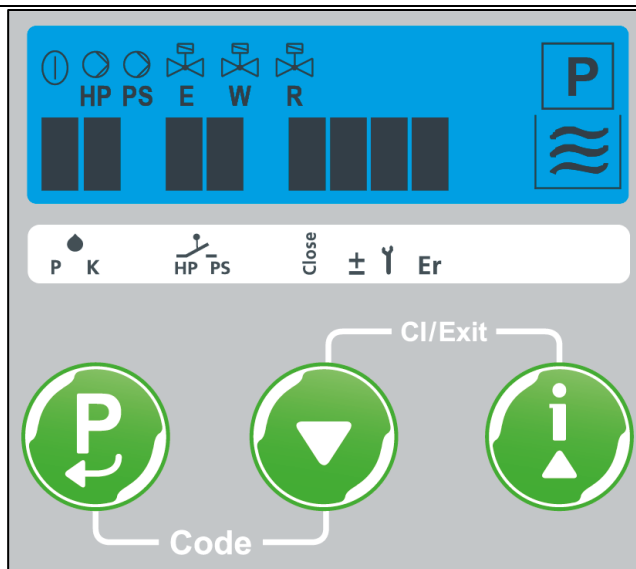 HP PS E W R P
P K HP PS Close ± Er
Cl/Exit
P i
Code